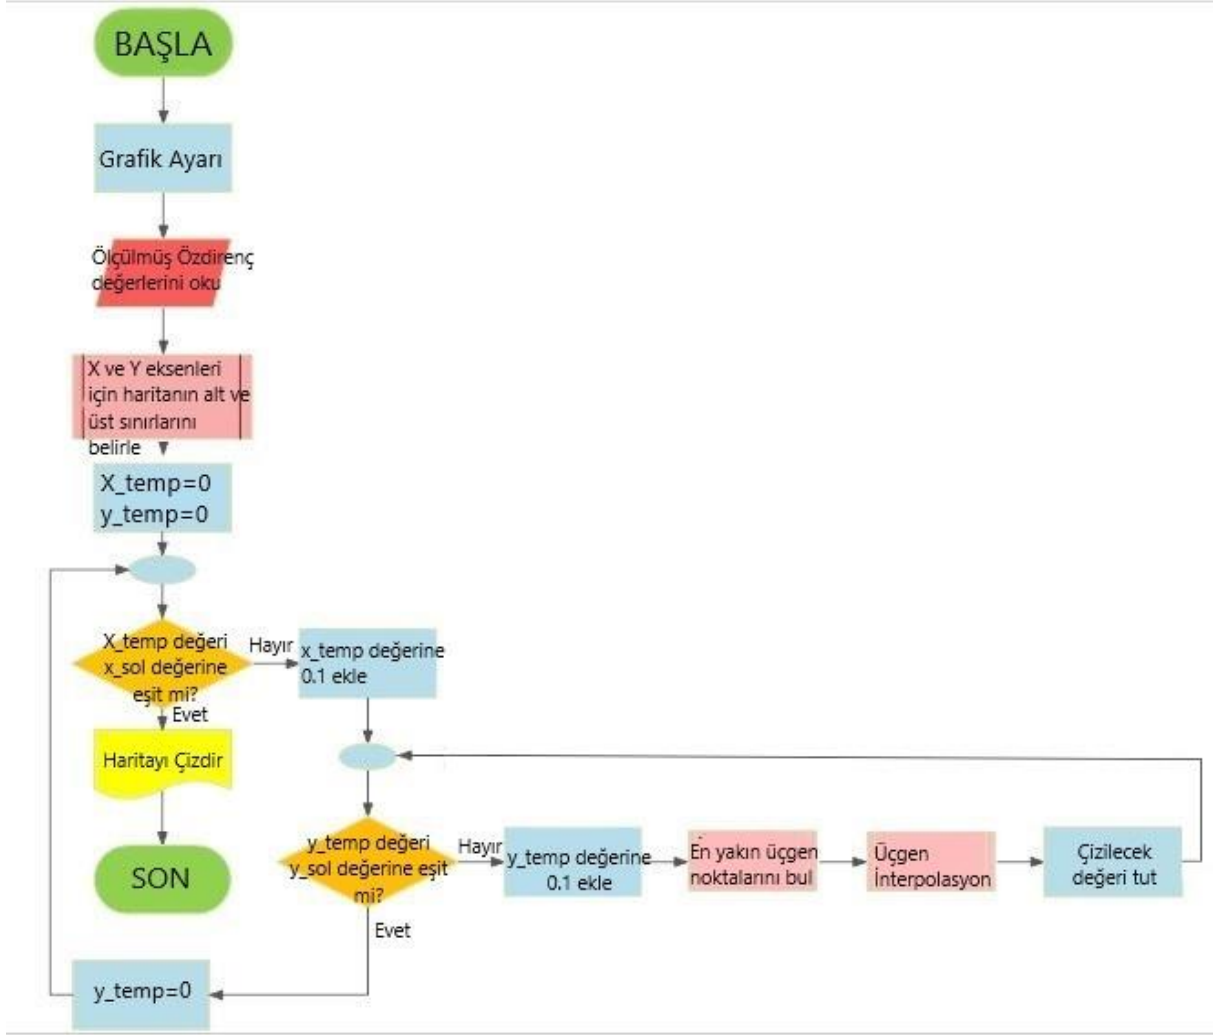 BAŞLA
Grafik Ayarı
Ölçülmüş Özdirenç
değerlerini oku
X ve Y eksenleri
için haritanın alt ve
üst sınırlarını
belirle
X_temp=0
y_temp=0
X_temp değeri
x_sol değerine
eşit mi?
Hayır
x_temp değerine
0.1 ekle
Evet
Haritayı Çizdir
SON
y_temp değeri
y_sol değerine eşit
mi?
Hayır
y_temp değerine
0.1 ekle
En yakın üçgen
noktalarını bul
Üçgen
İnterpolasyon
Çizilecek
değeri tut
Evet
y_temp=0